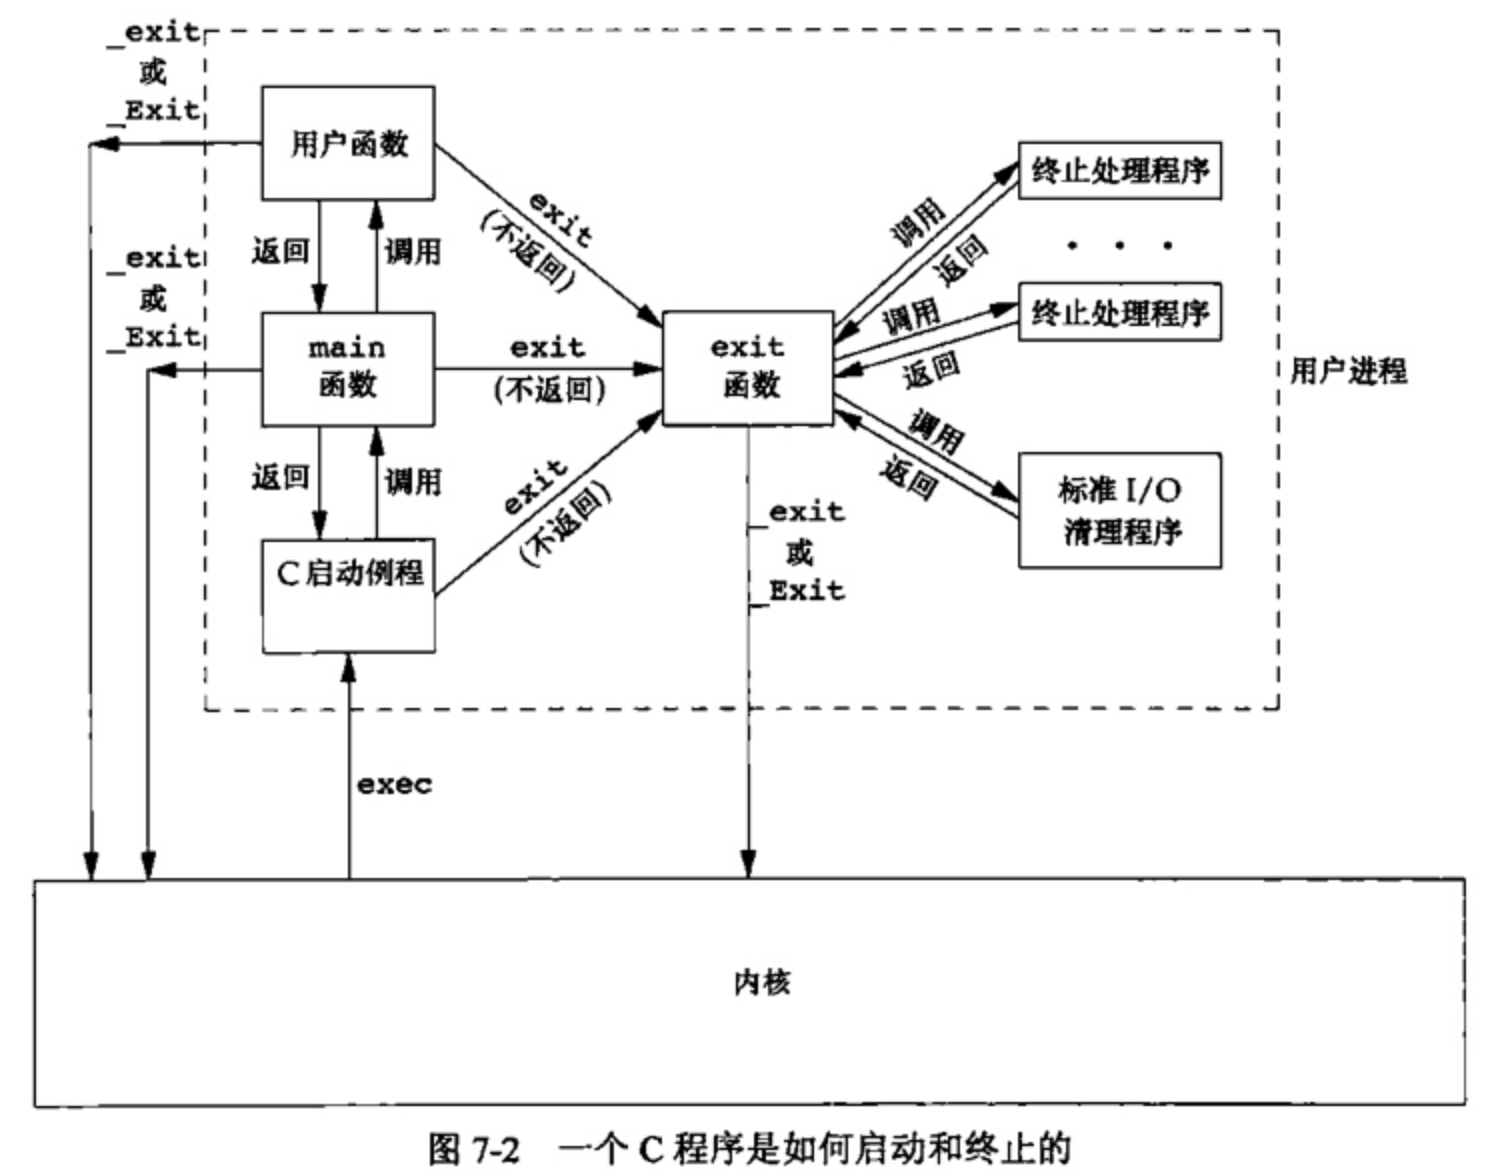 _exit
或
_Exit
用户函数
exit
(不返回)
终止处理程序
调用
返回
. . .
返回
调用
_exit
或
_Exit
main
函数
exit
(不返回)
exit
函数
调用
返回
终止处理程序
用户进程
返回
调用
exit
(不返回)
调用
返回
标准 I/O
清理程序
C 启动例程
_exit
或
_Exit
exec
内核
图 7-2 一个 C 程序是如何启动和终止的